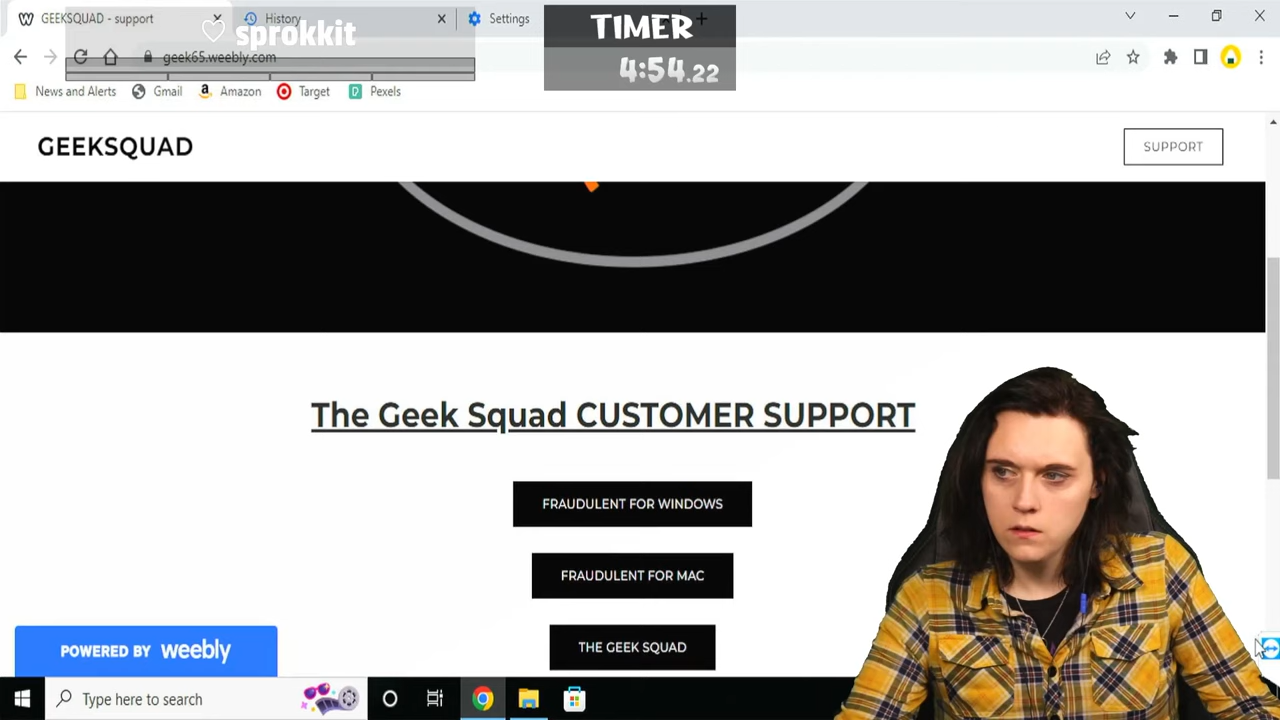 GEEKSQUAD - support
History
Settings
sprokkit
TIMER
4:54.22
geek65.weebly.com
News and Alerts
Gmail
Amazon
Target
Pexels
GEEKSQUAD
SUPPORT
The Geek Squad CUSTOMER SUPPORT
FRAUDULENT FOR WINDOWS
FRAUDULENT FOR MAC
THE GEEK SQUAD
POWERED BY weebly
Type here to search